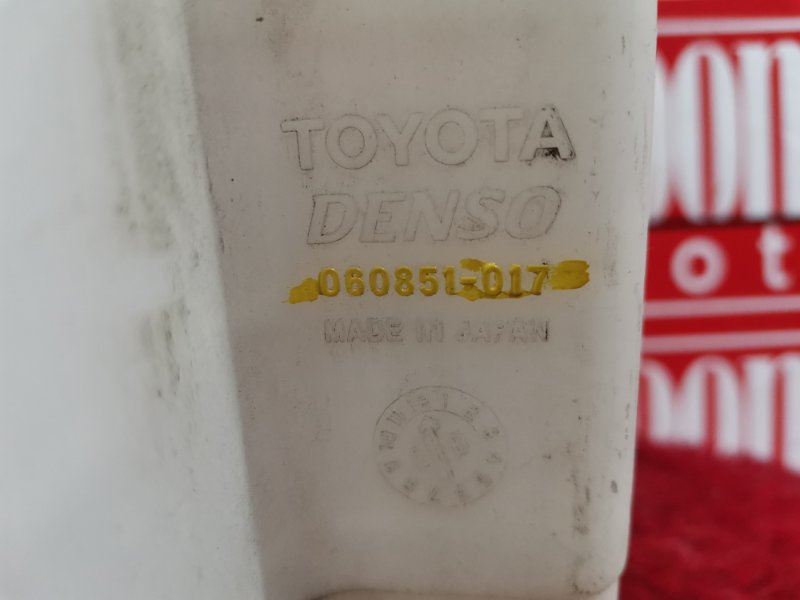 TOYOTA
DENSO
060851-017
MADE IN JAPAN